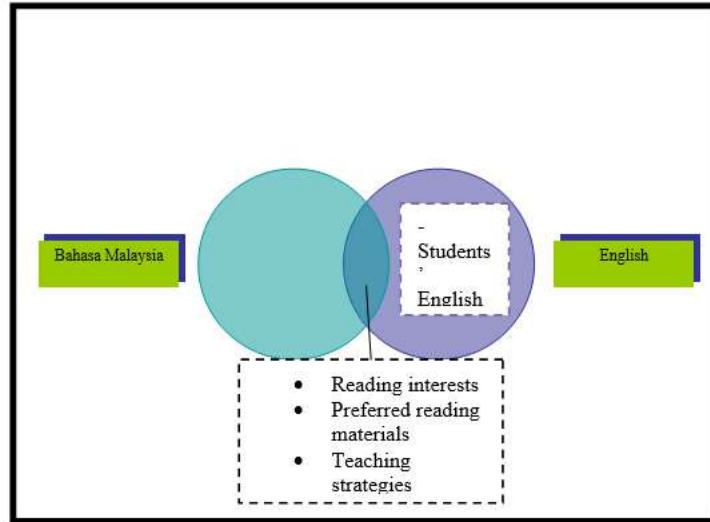 Bahasa Malaysia
-
Students
’
English
English
• Reading interests
• Preferred reading
materials
• Teaching
strategies